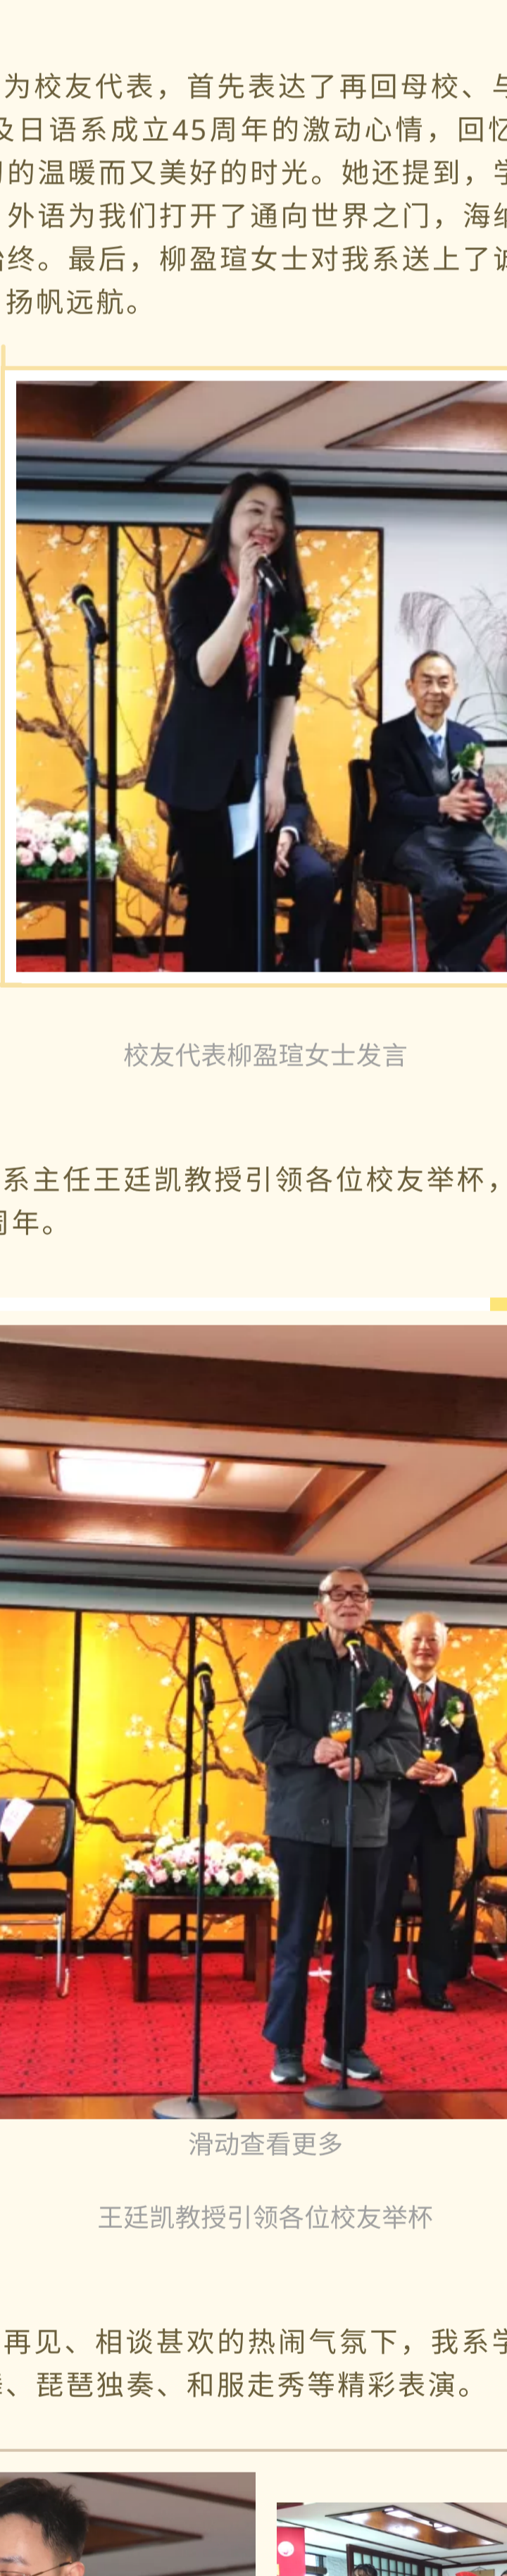 为校友代表，首先表达了再回母校、与
及日语系成立45周年的激动心情，回忆
的温暖而又美好的时光。她还提到，学
外语为我们打开了通向世界之门，海纳
始终。最后，柳盈瑄女士对我系送上了诚
扬帆远航。
校友代表柳盈瑄女士发言
系主任王廷凯教授引领各位校友举杯，
周年。
滑动查看更多
王廷凯教授引领各位校友举杯
再见、相谈甚欢的热闹气氛下，我系学
、琵琶独奏、和服走秀等精彩表演。